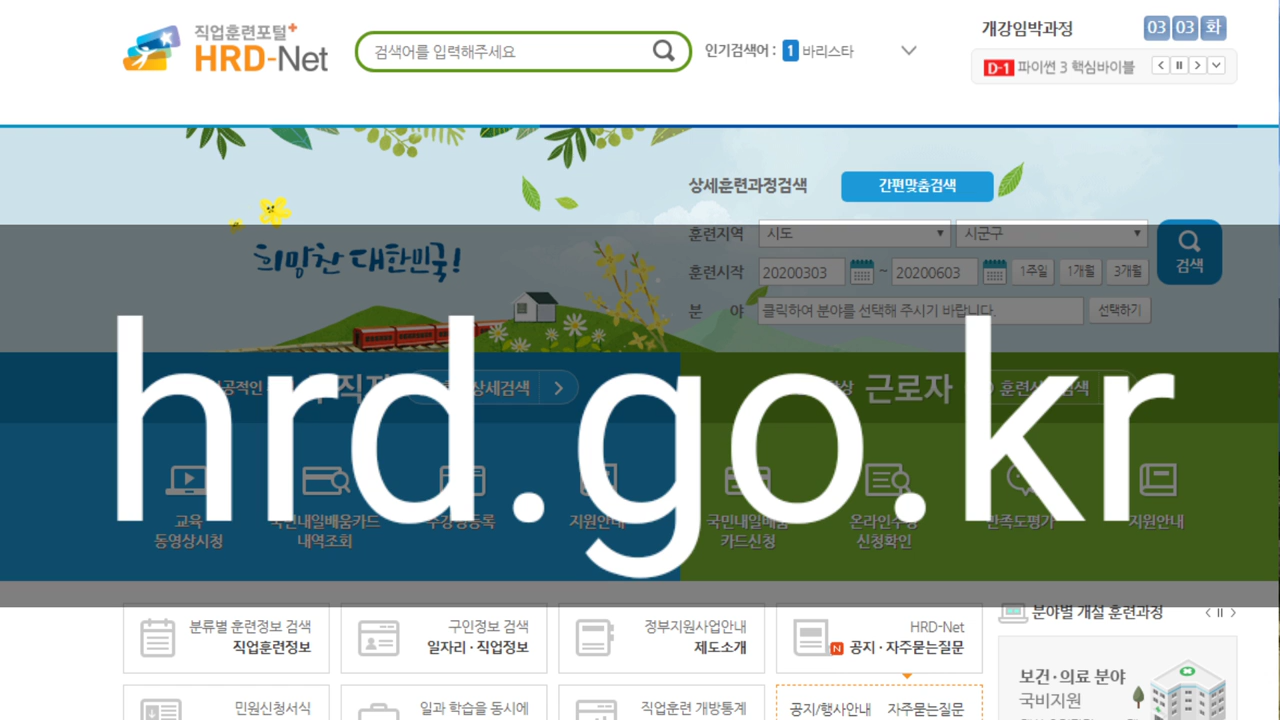 직업훈련포털+
HRD-Net
검색어를 입력해주세요
인기검색어 : 1 바리스타
개강임박과정
03 03 화
D-1 파이썬 3 핵심바이블
상세훈련과정검색
간편맞춤검색
희망찬 대한민국!
훈련지역 시도 시군구
검색
훈련시작 20200303 ~ 20200603 1주일 1개월 3개월
분 야 클릭하여 분야를 선택해 주시기 바랍니다. 선택하기
상세검색
근로자
hrd.go.kr
교육
동영상시청
국민내일배움카드
내역조회
지원안내
국민내일배움
카드신청
온라인수강
신청확인
만족도평가
지원안내
분류별 훈련정보 검색
직업훈련정보
구인정보 검색
일자리 · 직업정보
정부지원사업안내
제도소개
HRD-Net
N 공지 · 자주묻는질문
분야별 개설 훈련과정
보건·의료 분야
국비지원
민원신청서식
일과 학습을 동시에
직업훈련 개방통계
공지/행사안내 자주묻는질문